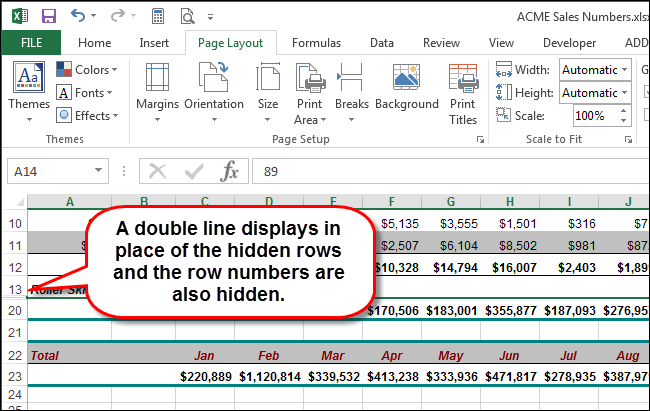 ACME Sales Numbers.xlsx
FILE Home Insert Page Layout Formulas Data Review View Developer ADD
Colors Width: Automatic
Aa Fonts Height: Automatic
Themes Effects Margins Orientation Size Print Area Breaks Background Print Titles Scale: 100%
Themes Page Setup Scale to Fit
A14 fx 89
A B C D E F G H I J
10 $5,135 $3,555 $1,501 $316 $7
11 $ $2,507 $6,104 $8,502 $981 $87
12 $10,328 $14,794 $16,007 $2,403 $1,89
13 Roller Ski
A double line displays in
place of the hidden rows
and the row numbers are
also hidden.
20 $170,506 $183,001 $355,877 $187,093 $276,95
21
22 Total Jan Feb Mar Apr May Jun Jul Aug
23 $220,889 $1,120,814 $339,532 $413,238 $333,936 $471,817 $278,935 $387,97
24